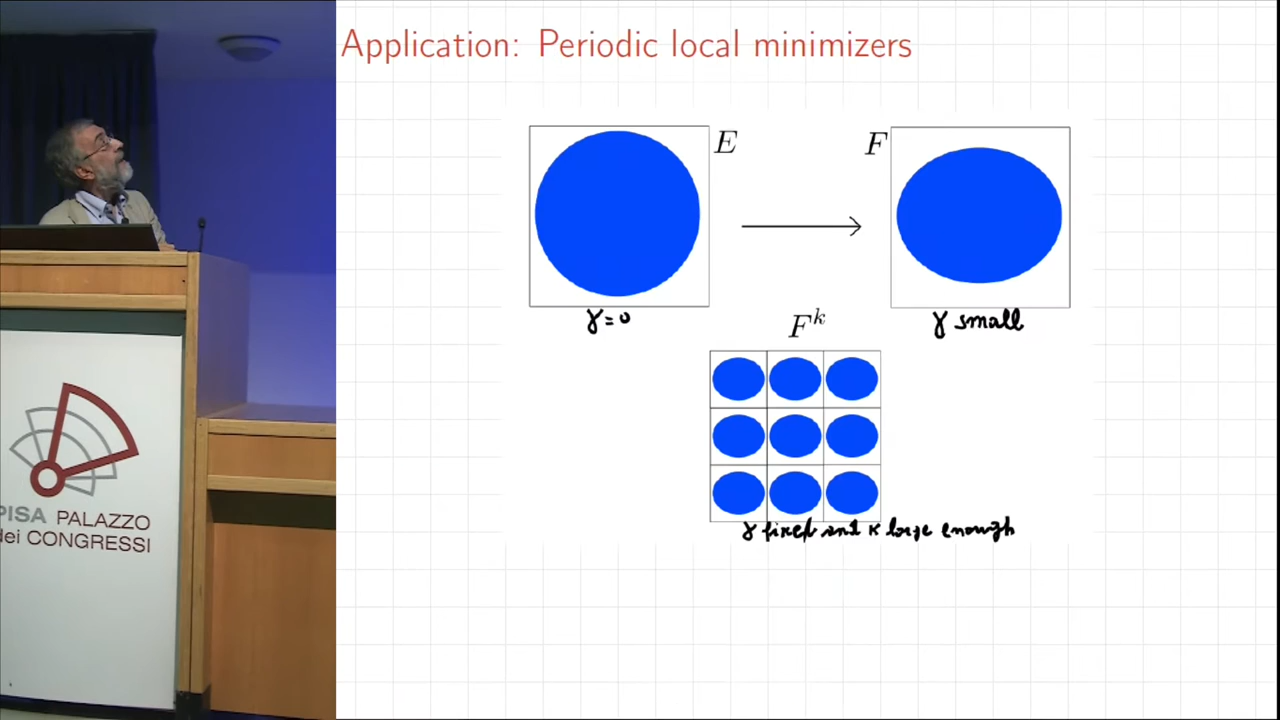 Application: Periodic local minimizers
E
F
γ=0
γ small
F^k
γ fixed and k large enough
PISA PALAZZO
dei CONGRESSI